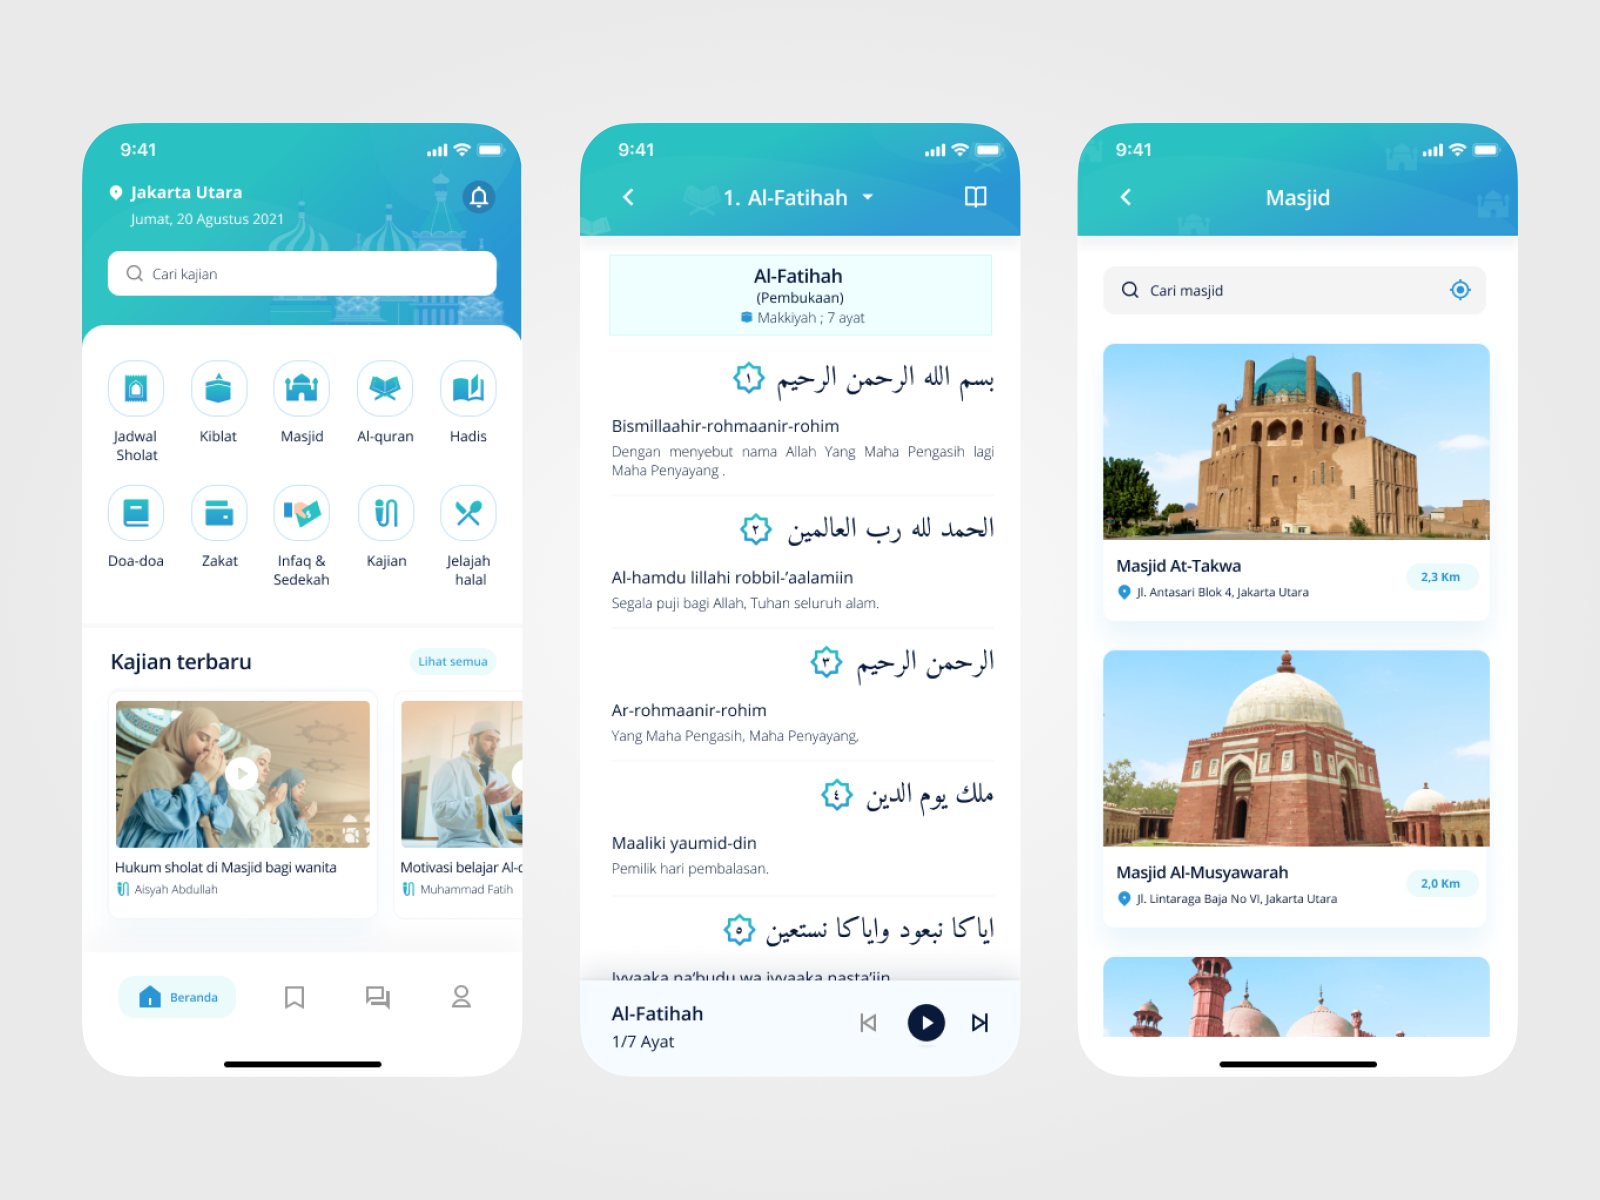 9:41
Jakarta Utara
Jumat, 20 Agustus 2021
Cari kajian
Jadwal Sholat
Kiblat
Masjid
Al-quran
Hadis
Doa-doa
Zakat
Infaq & Sedekah
Kajian
Jelajah halal
Kajian terbaru
Lihat semua
Hukum sholat di Masjid bagi wanita
Aisyah Abdullah
Motivasi belajar Al-
Muhammad Fatih
Beranda
9:41
1. Al-Fatihah
Al-Fatihah
(Pembukaan)
Makkiyah ; 7 ayat
بسم الله الرحمن الرحيم ١
Bismillaahir-rohmaanir-rohim
Dengan menyebut nama Allah Yang Maha Pengasih lagi
Maha Penyayang .
الحمد لله رب العالمين ٢
Al-hamdu lillahi robbil-’aalamiin
Segala puji bagi Allah, Tuhan seluruh alam.
الرحمن الرحيم ٣
Ar-rohmaanir-rohim
Yang Maha Pengasih, Maha Penyayang,
ملك يوم الدين ٤
Maaliki yaumid-din
Pemilik hari pembalasan.
اياكا نبعود واياكا نستعين ٥
Iyyaaka na’budu wa iyyaaka nasta’iin
Al-Fatihah
1/7 Ayat
9:41
Masjid
Cari masjid
Masjid At-Takwa
Jl. Antasari Blok 4, Jakarta Utara
2,3 Km
Masjid Al-Musyawarah
Jl. Lintaraga Baja No VI, Jakarta Utara
2,0 Km